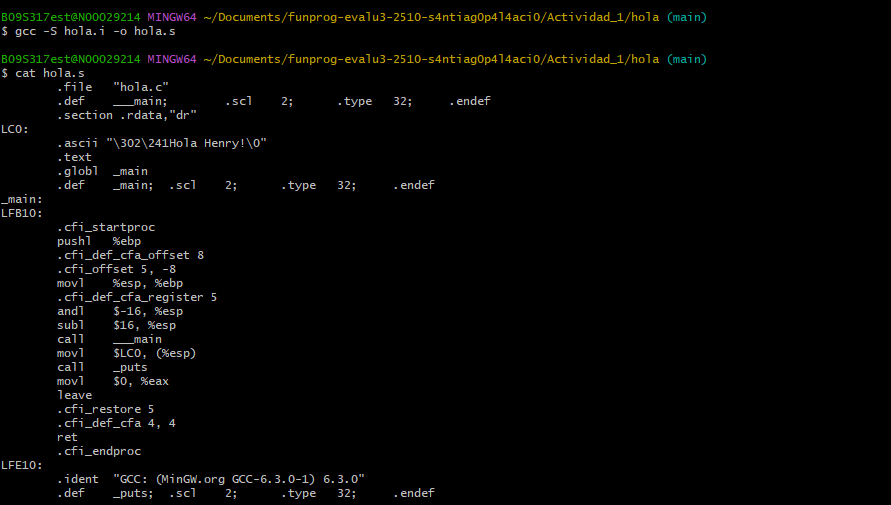 BO9S317est@NOOO29214 MINGW64 ~/Documents/funprog-evalu3-2510-s4ntiag0p4l4aci0/Actividad_1/hola (main)
$ gcc -S hola.i -o hola.s
BO9S317est@NOOO29214 MINGW64 ~/Documents/funprog-evalu3-2510-s4ntiag0p4l4aci0/Actividad_1/hola (main)
$ cat hola.s
.file "hola.c"
.def ___main; .scl 2; .type 32; .endef
.section .rdata,"dr"
LC0:
.ascii "\302\241Hola Henry!\0"
.text
.globl _main
.def _main; .scl 2; .type 32; .endef
_main:
LFB10:
.cfi_startproc
pushl %ebp
.cfi_def_cfa_offset 8
.cfi_offset 5, -8
movl %esp, %ebp
.cfi_def_cfa_register 5
andl $-16, %esp
subl $16, %esp
call ___main
movl $LC0, (%esp)
call _puts
movl $0, %eax
leave
.cfi_restore 5
.cfi_def_cfa 4, 4
ret
.cfi_endproc
LFE10:
.ident "GCC: (MinGW.org GCC-6.3.0-1) 6.3.0"
.def _puts; .scl 2; .type 32; .endef